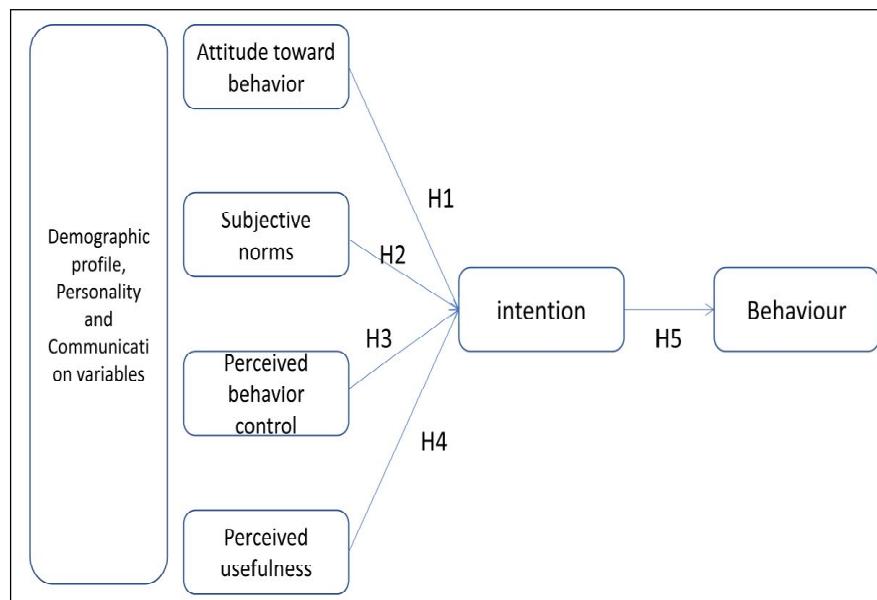 Demographic
profile,
Personality
and
Communicati
on variables
Attitude toward
behavior
Subjective
norms
Perceived
behavior
control
Perceived
usefulness
H1
H2
H3
H4
intention
H5
Behaviour